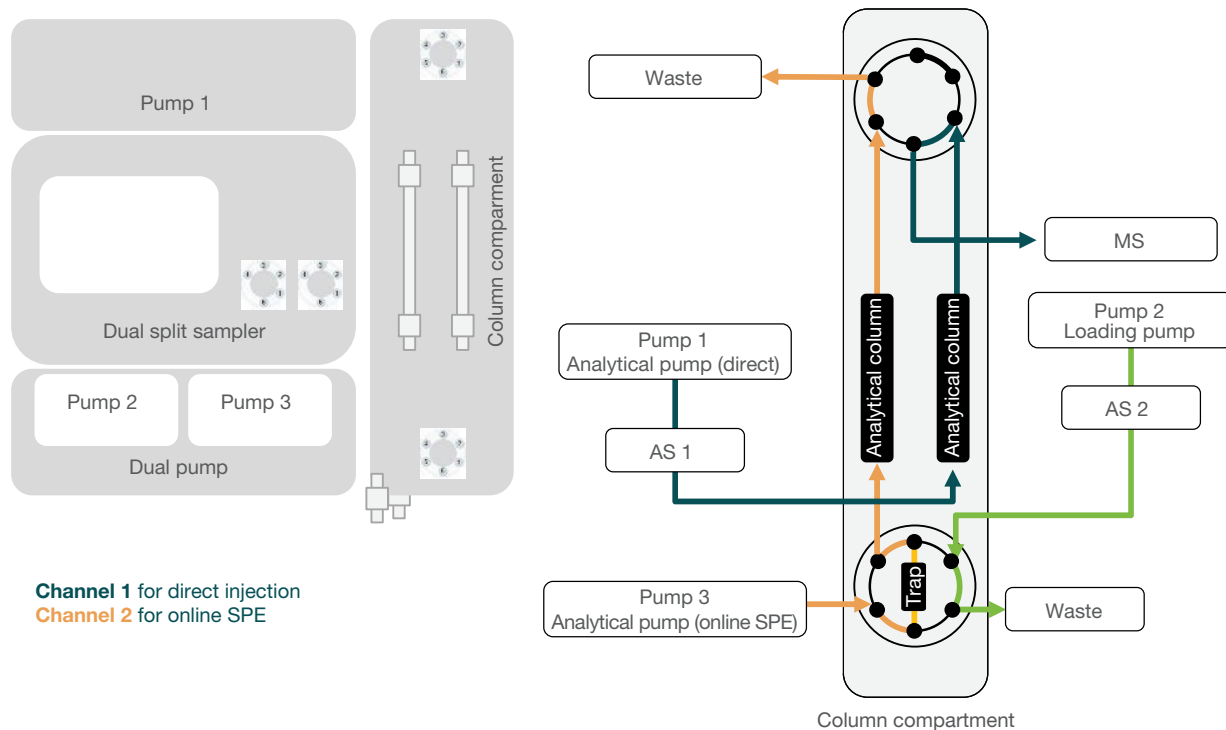 Pump 1
Dual split sampler
Pump 2
Pump 3
Dual pump
Column comparment
Channel 1 for direct injection
Channel 2 for online SPE
Waste
MS
Pump 1
Analytical pump (direct)
AS 1
Analytical column
Analytical column
Pump 2
Loading pump
AS 2
Pump 3
Analytical pump (online SPE)
Trap
Waste
Column compartment